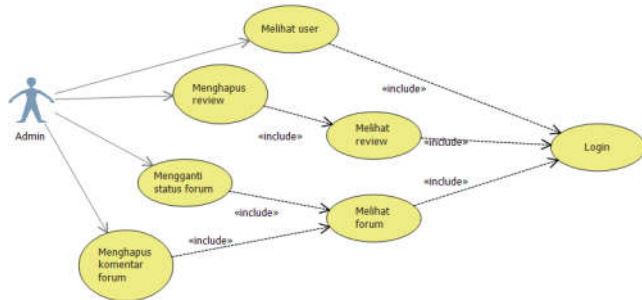 Melihat user
Menghapus
review
«include»
Admin
«include»
Melihat
review
«include»
Login
Mengganti
status forum
«include»
«include»
Melihat
forum
Menghapus
komentar
forum
«include»